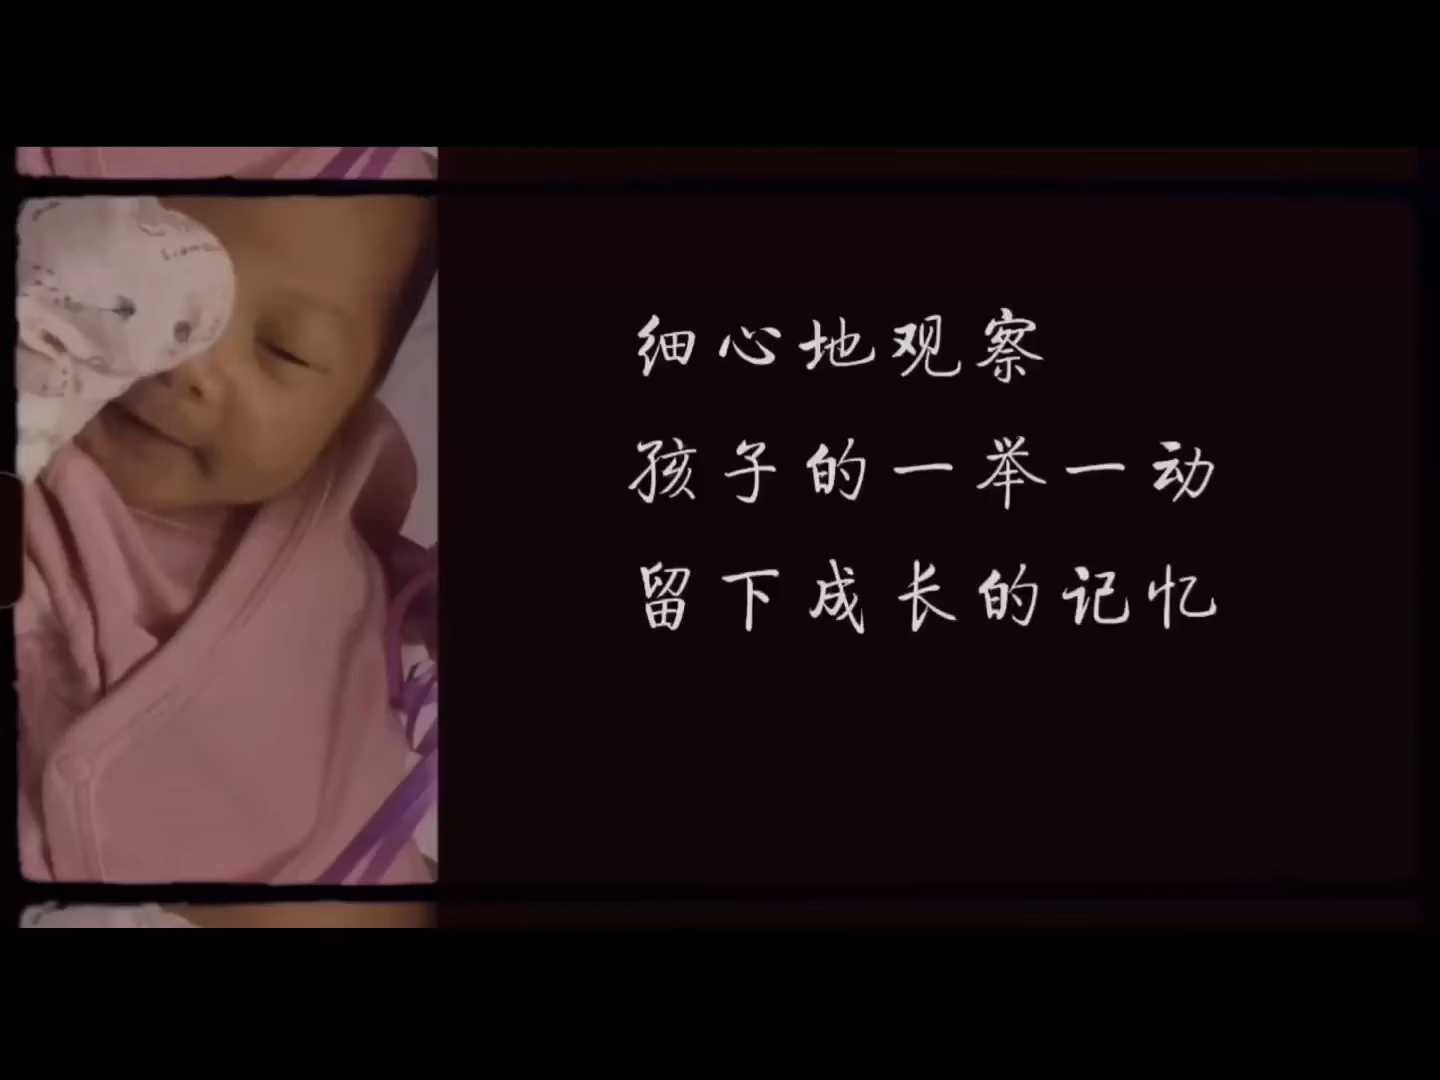 细心地观察
孩子的一举一动
留下成长的记忆